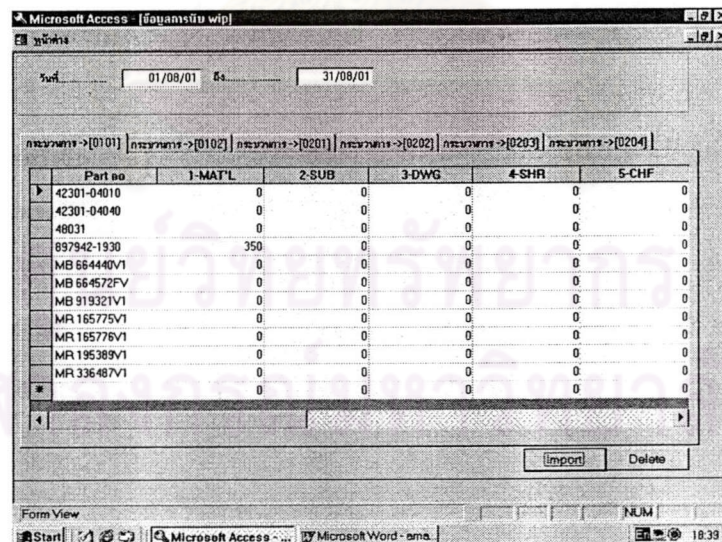 Microsoft Access - [ข้อมูลการนับ wip]
หน้าต่าง
วันที่.............. 01/08/01 ถึง.............. 31/08/01
กระบวนการ ->[0101] กระบวนการ ->[0102] กระบวนการ ->[0201] กระบวนการ ->[0202] กระบวนการ ->[0203] กระบวนการ ->[0204]
Part no 1-MAT'L 2-SUB 3-DWG 4-SHR 5-CHF
42301-04010 0 0 0 0 0
42301-04040 0 0 0 0 0
48031 0 0 0 0 0
897942-1930 350 0 0 0 0
MB 664440V1 0 0 0 0 0
MB 664572FV 0 0 0 0 0
MB 919321V1 0 0 0 0 0
MR 165775V1 0 0 0 0 0
MR 165776V1 0 0 0 0 0
MR 195389V1 0 0 0 0 0
MR 336487V1 0 0 0 0 0
* 0 0 0 0 0
Import Delete
Form View NUM
Start Microsoft Access - ... Microsoft Word - ama... En 18:39